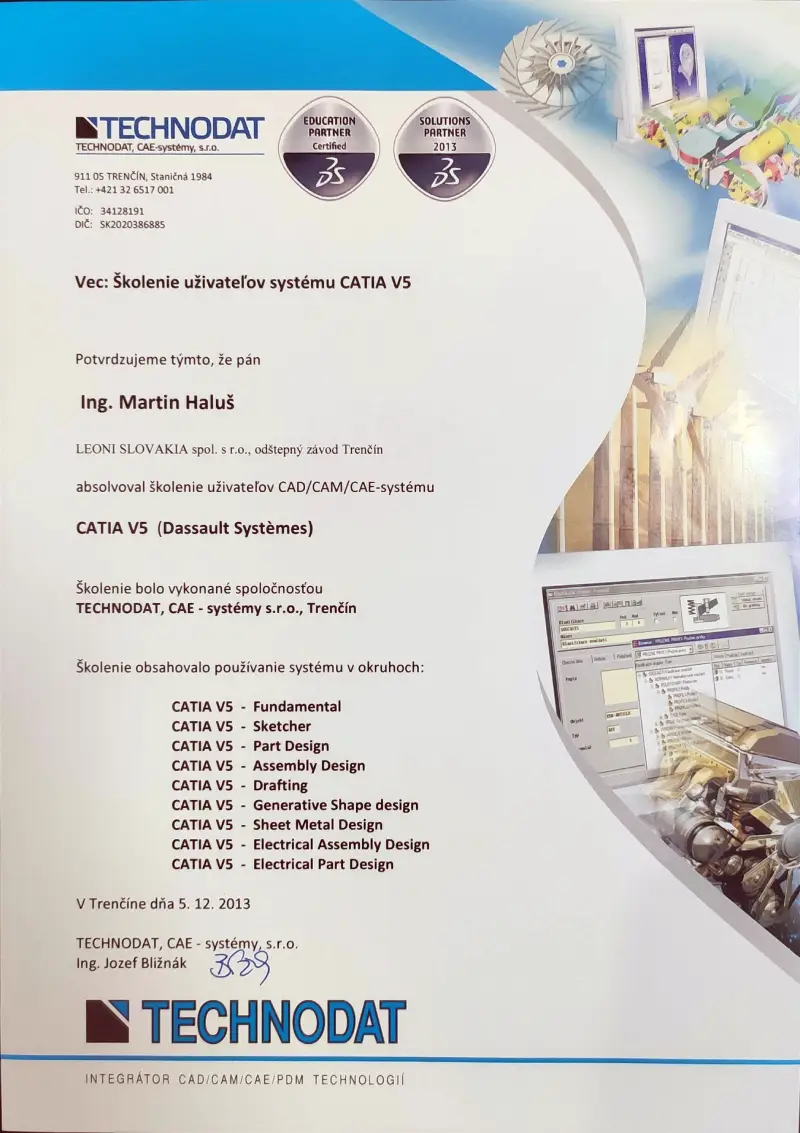 TECHNODAT
TECHNODAT, CAE-systémy, s.r.o.
EDUCATION
PARTNER
Certified
SOLUTIONS
PARTNER
2013
911 05 TRENČÍN, Staničná 1984
Tel.: +421 32 6517 001
IČO: 34128191
DIČ: SK2020386885
Vec: Školenie uživateľov systému CATIA V5
Potvrdzujeme týmto, že pán
Ing. Martin Haluš
LEONI SLOVAKIA spol. s r.o., odštepný závod Trenčín
absolvoval školenie uživateľov CAD/CAM/CAE-systému
CATIA V5 (Dassault Systèmes)
Školenie bolo vykonané spoločnosťou
TECHNODAT, CAE - systémy s.r.o., Trenčín
Školenie obsahovalo používanie systému v okruhoch:
CATIA V5 - Fundamental
CATIA V5 - Sketcher
CATIA V5 - Part Design
CATIA V5 - Assembly Design
CATIA V5 - Drafting
CATIA V5 - Generative Shape design
CATIA V5 - Sheet Metal Design
CATIA V5 - Electrical Assembly Design
CATIA V5 - Electrical Part Design
V Trenčíne dňa 5. 12. 2013
TECHNODAT, CAE - systémy, s.r.o.
Ing. Jozef Bližnák
TECHNODAT
INTEGRÁTOR CAD/CAM/CAE/PDM TECHNOLOGIÍ